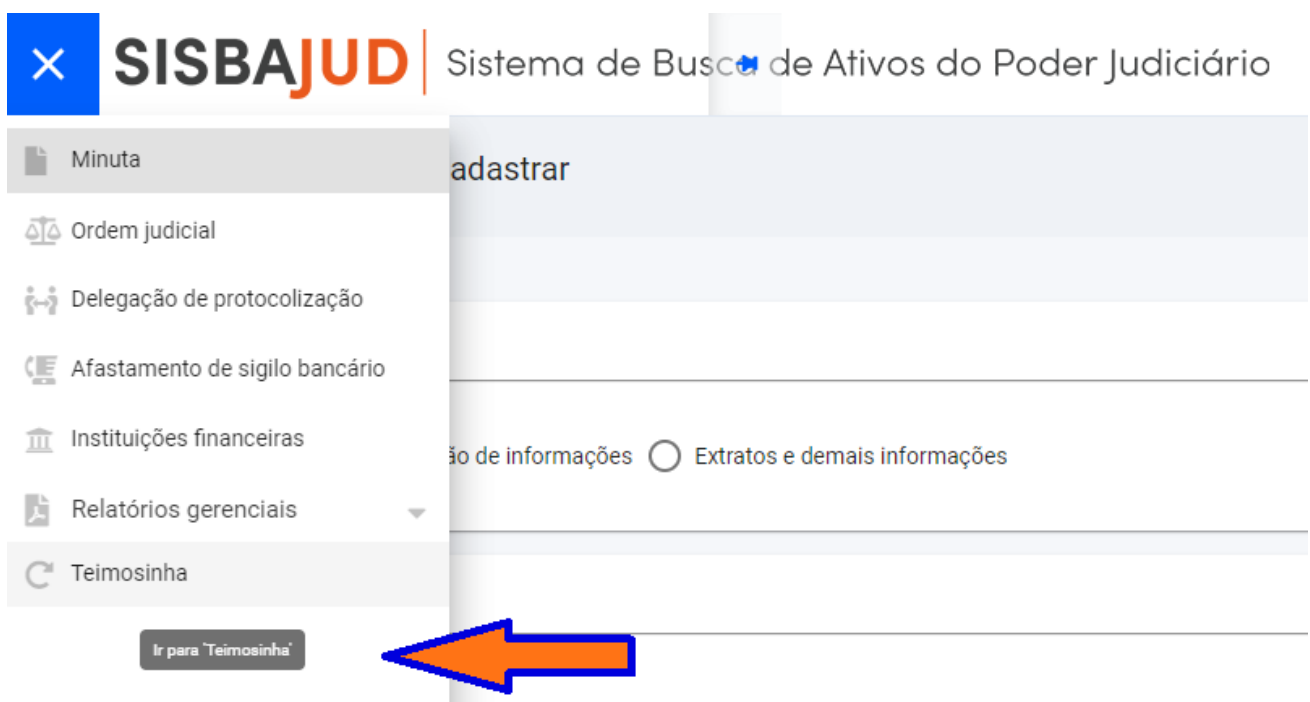 SISBAJUD Sistema de Busca de Ativos do Poder Judiciário
Minuta
adastrar
Ordem judicial
Delegação de protocolização
Afastamento de sigilo bancário
Instituições financeiras
ão de informações Extratos e demais informações
Relatórios gerenciais
Teimosinha
Ir para 'Teimosinha'